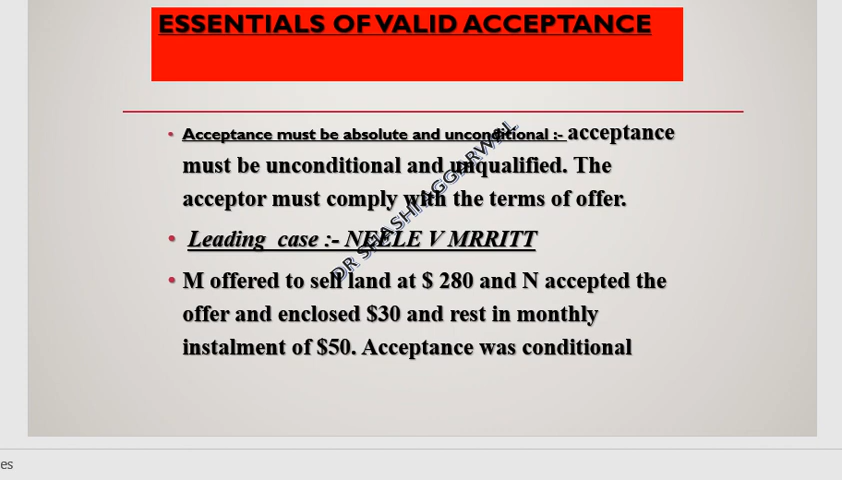 ESSENTIALS OF VALID ACCEPTANCE
• Acceptance must be absolute and unconditional :- acceptance
must be unconditional and unqualified. The
acceptor must comply with the terms of offer.
• Leading case :- NEELE V MRRITT
• M offered to sell land at $ 280 and N accepted the
offer and enclosed $30 and rest in monthly
instalment of $50. Acceptance was conditional
DR SHASHI AGGARWAL
es